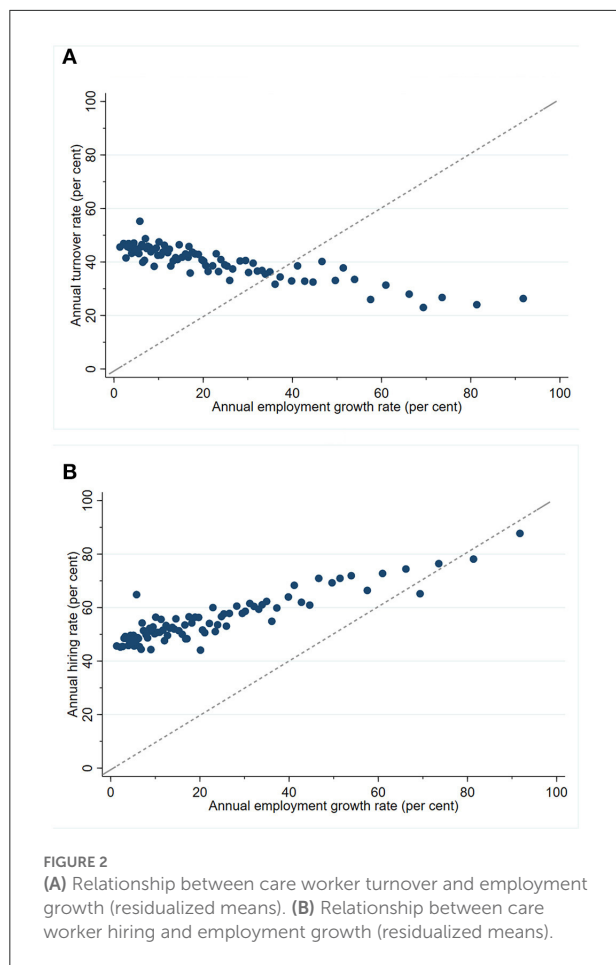 A
Annual turnover rate (per cent)
100
80
60
40
20
0
0 20 40 60 80 100
Annual employment growth rate (per cent)
B
Annual hiring rate (per cent)
100
80
60
40
20
0
0 20 40 60 80 100
Annual employment growth rate (per cent)
FIGURE 2
(A) Relationship between care worker turnover and employment
growth (residualized means). (B) Relationship between care
worker hiring and employment growth (residualized means).